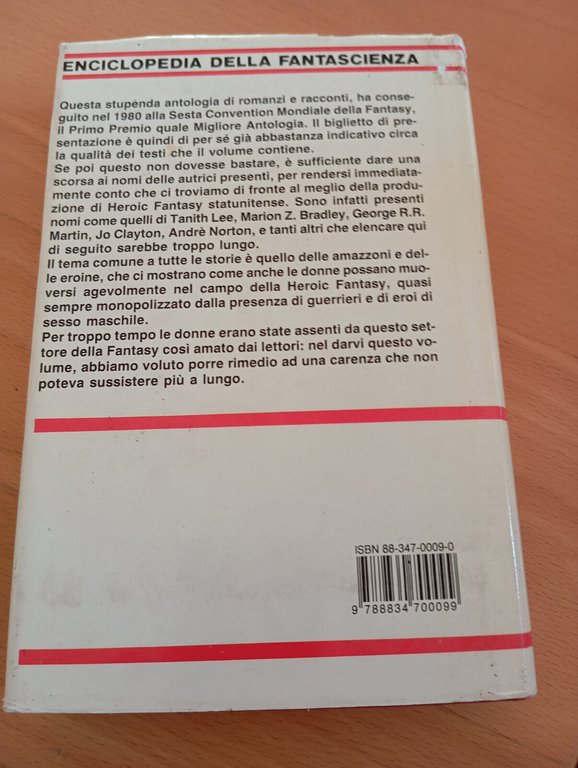 ENCICLOPEDIA DELLA FANTASCIENZA
Questa stupenda antologia di romanzi e racconti, ha conse-
guito nel 1980 alla Sesta Convention Mondiale della Fantasy,
il Primo Premio quale Migliore Antologia. Il biglietto di pre-
sentazione è quindi di per sé già abbastanza indicativo circa
la qualità dei testi che il volume contiene.
Se poi questo non dovesse bastare, è sufficiente dare una
scorsa ai nomi delle autrici presenti, per rendersi immediata-
mente conto che ci troviamo di fronte al meglio della produ-
zione di Heroic Fantasy statunitense. Sono infatti presenti
nomi come quelli di Tanith Lee, Marion Z. Bradley, George R.R.
Martin, Jo Clayton, Andrè Norton, e tanti altri che elencare qui
di seguito sarebbe troppo lungo.
Il tema comune a tutte le storie è quello delle amazzoni e del-
le eroine, che ci mostrano come anche le donne possano muo-
versi agevolmente nel campo della Heroic Fantasy, quasi
sempre monopolizzato dalla presenza di guerrieri e di eroi di
sesso maschile.
Per troppo tempo le donne erano state assenti da questo set-
tore della Fantasy così amato dai lettori: nel darvi questo vo-
lume, abbiamo voluto porre rimedio ad una carenza che non
poteva sussistere più a lungo.
ISBN 88-347-0009-0
9 788834 700099